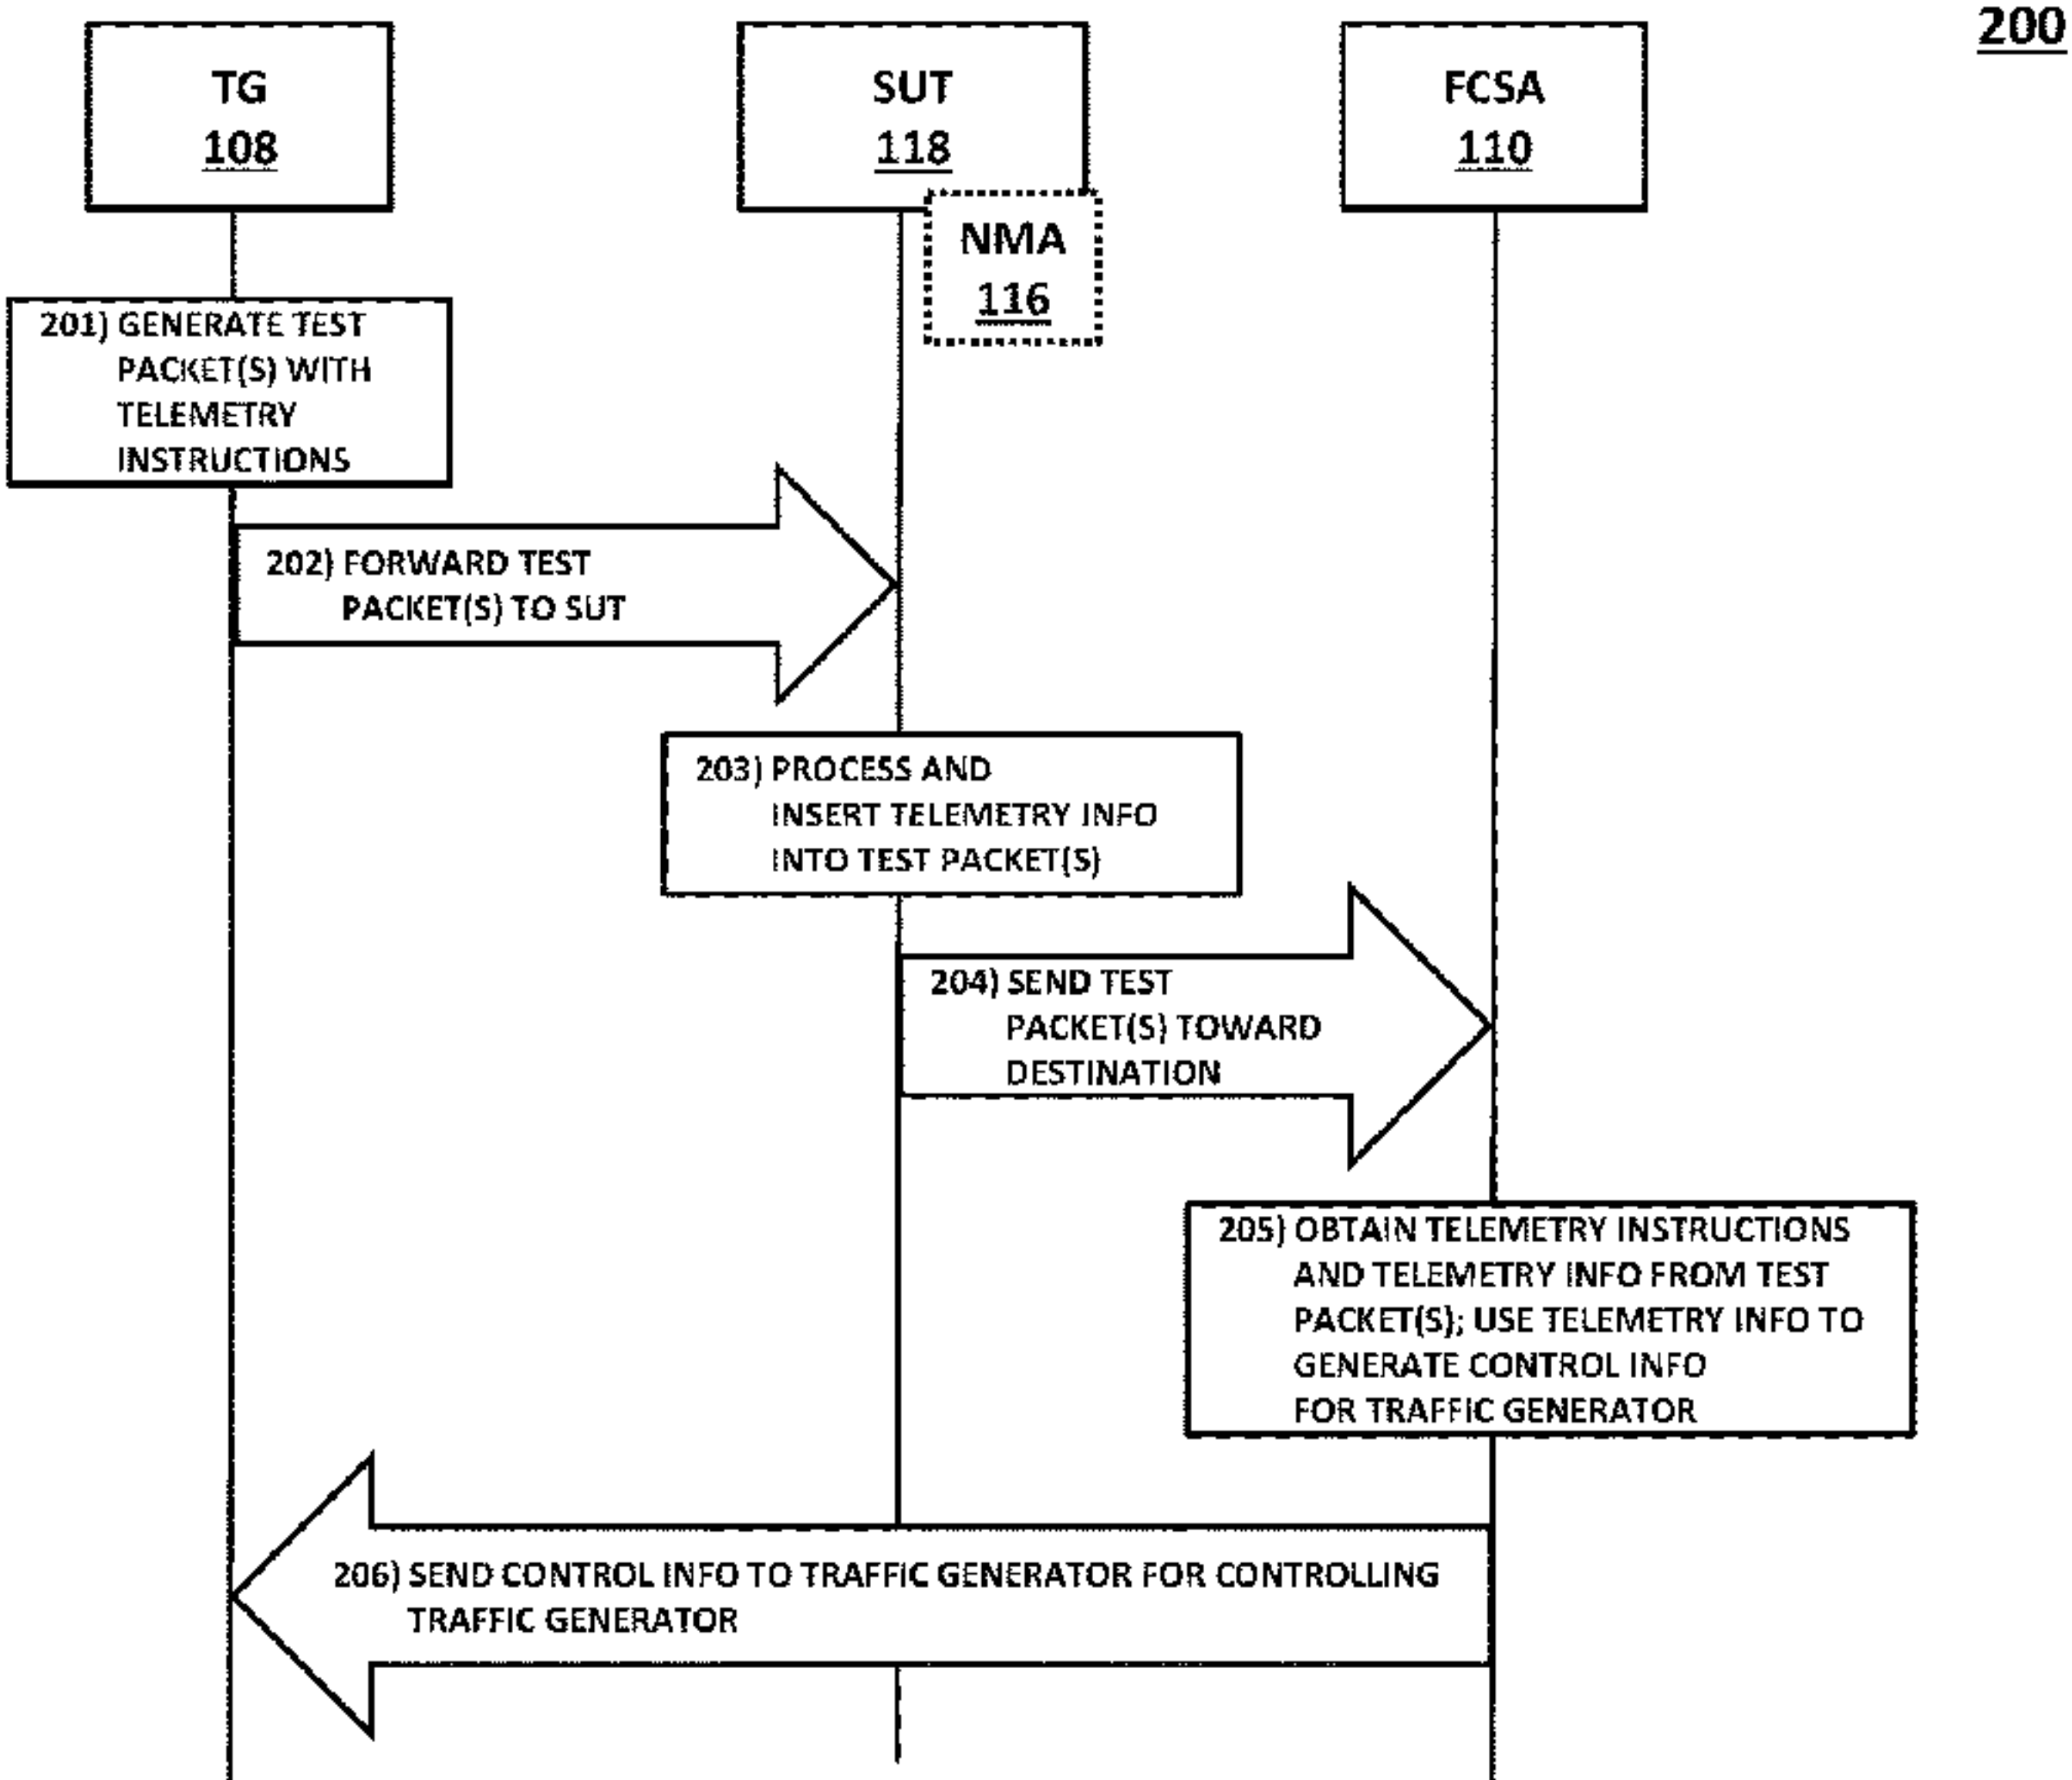 200
TG
108
SUT
118
FCSA
110
NMA
116
201) GENERATE TEST
PACKET(S) WITH
TELEMETRY
INSTRUCTIONS
202) FORWARD TEST
PACKET(S) TO SUT
203) PROCESS AND
INSERT TELEMETRY INFO
INTO TEST PACKET(S)
204) SEND TEST
PACKET(S) TOWARD
DESTINATION
205) OBTAIN TELEMETRY INSTRUCTIONS
AND TELEMETRY INFO FROM TEST
PACKET(S); USE TELEMETRY INFO TO
GENERATE CONTROL INFO
FOR TRAFFIC GENERATOR
206) SEND CONTROL INFO TO TRAFFIC GENERATOR FOR CONTROLLING
TRAFFIC GENERATOR